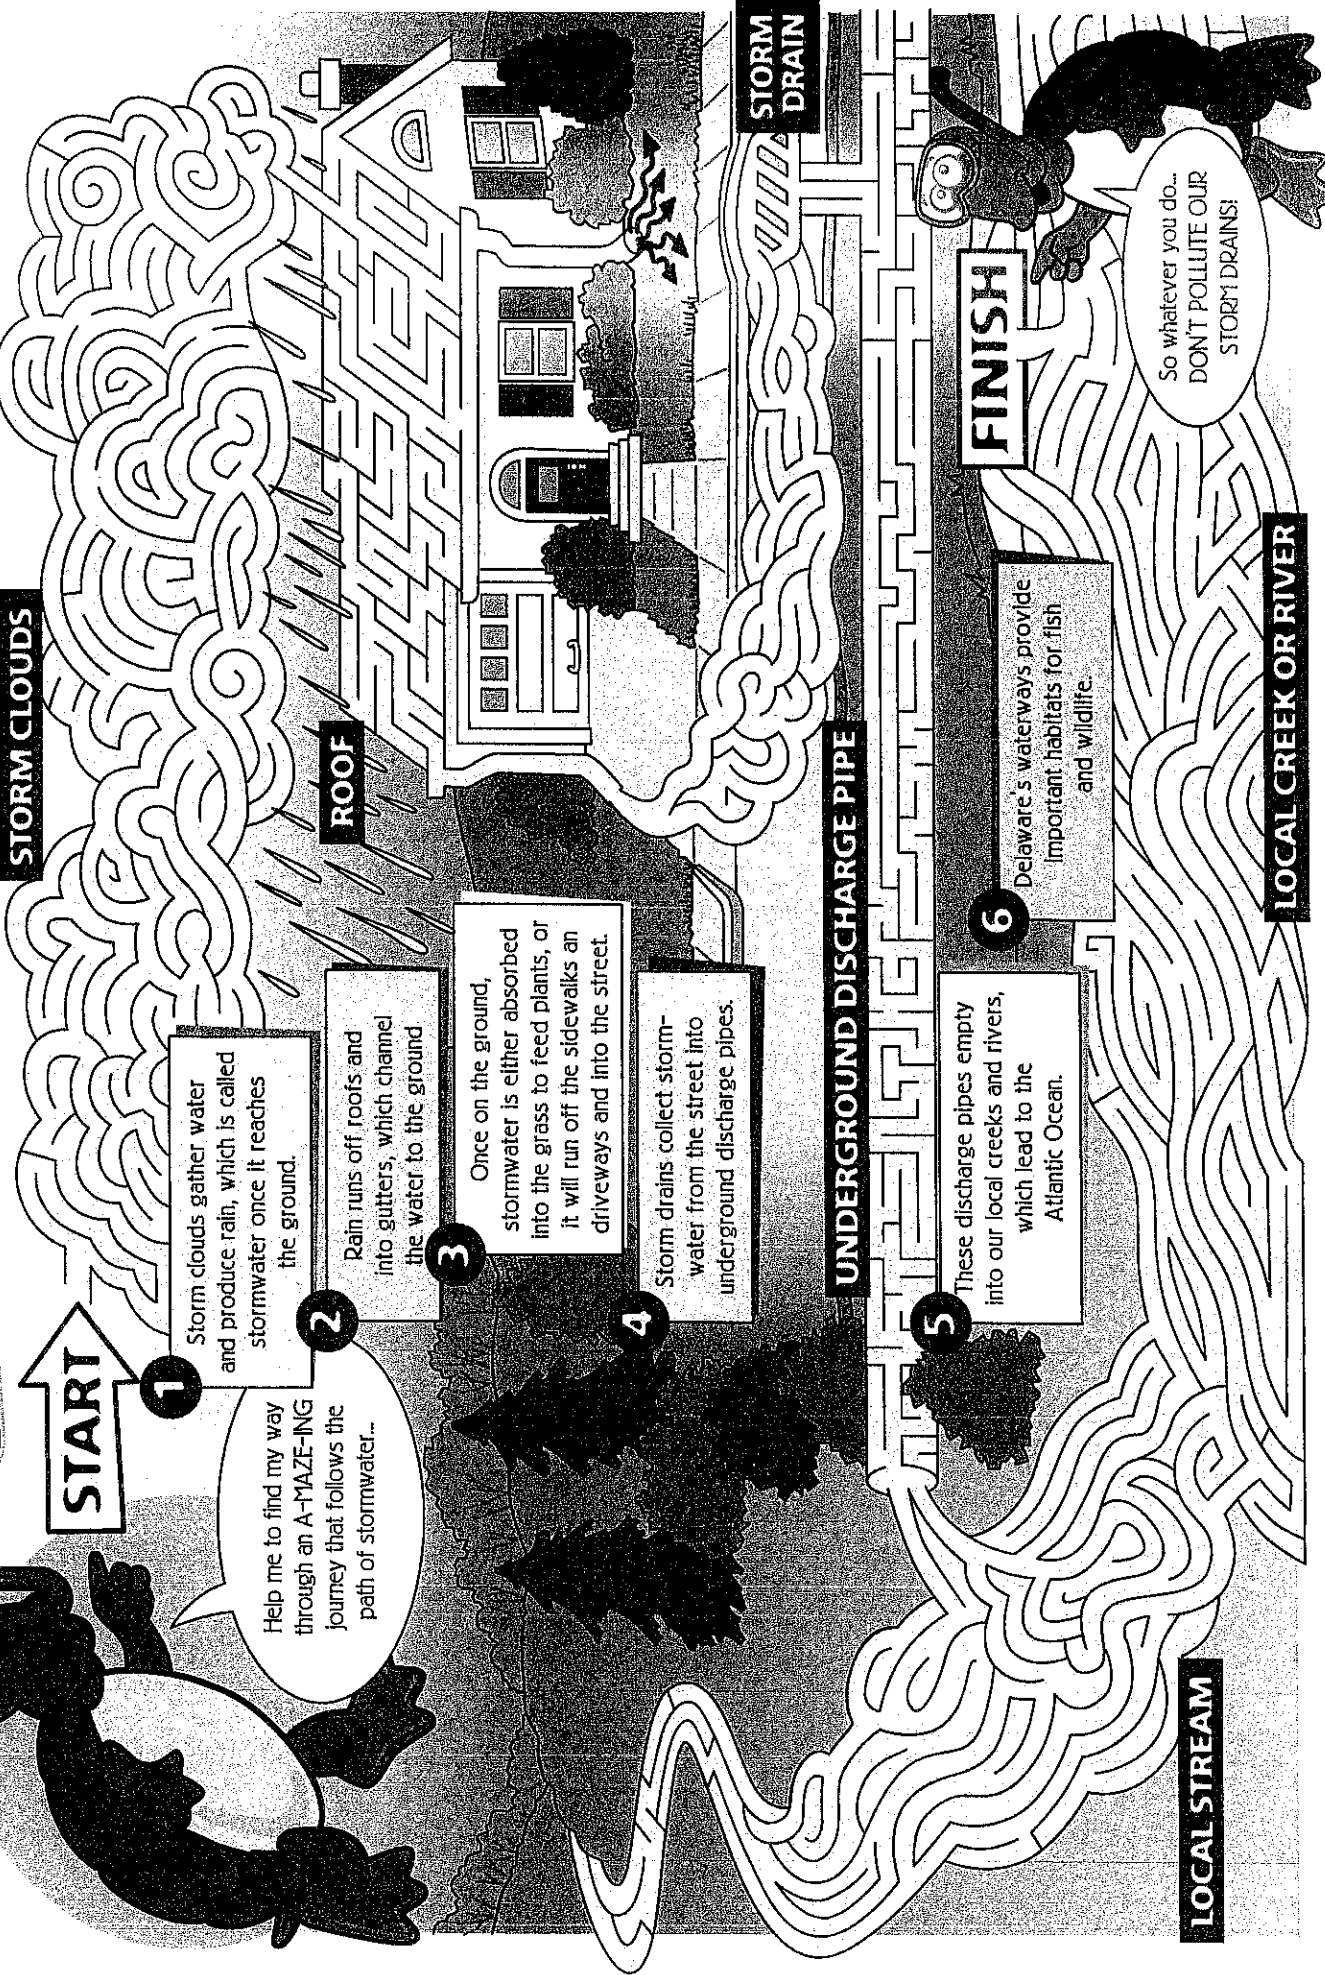 START
Help me to find my way
through an A-MAZE-ING
journey that follows the
path of stormwater...
STORM CLOUDS
1
Storm clouds gather water
and produce rain, which is called
stormwater once it reaches
the ground.
2
Rain runs off roofs and
into gutters, which channel
the water to the ground
ROOF
3
Once on the ground,
stormwater is either absorbed
into the grass to feed plants, or
it will run off the sidewalks an
driveways and into the street.
4
Storm drains collect storm-
water from the street into
underground discharge pipes.
STORM
DRAIN
UNDERGROUND DISCHARGE PIPE
5
These discharge pipes empty
into our local creeks and rivers,
which lead to the
Atlantic Ocean.
6
Delaware's waterways provide
important habitats for fish
and wildlife.
FINISH
So whatever you do...
DON'T POLLUTE OUR
STORM DRAINS!
LOCAL STREAM
LOCAL CREEK OR RIVER